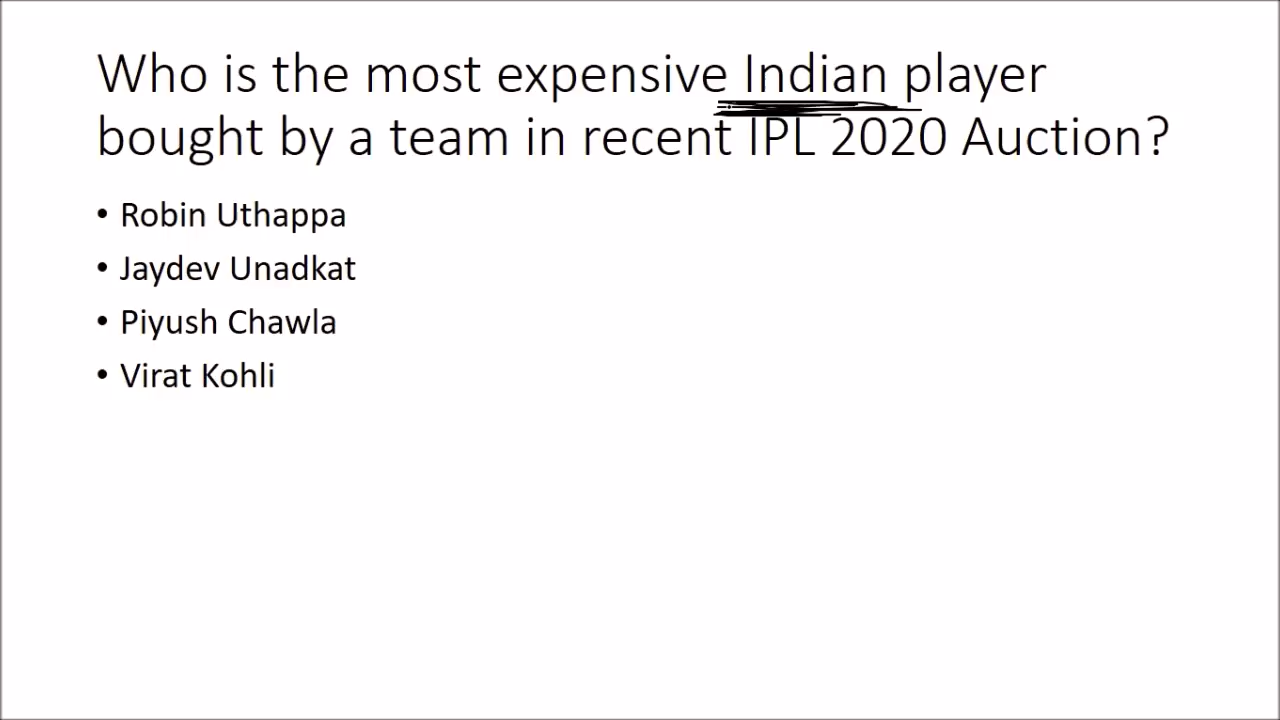 Who is the most expensive Indian player
bought by a team in recent IPL 2020 Auction?
• Robin Uthappa
• Jaydev Unadkat
• Piyush Chawla
• Virat Kohli